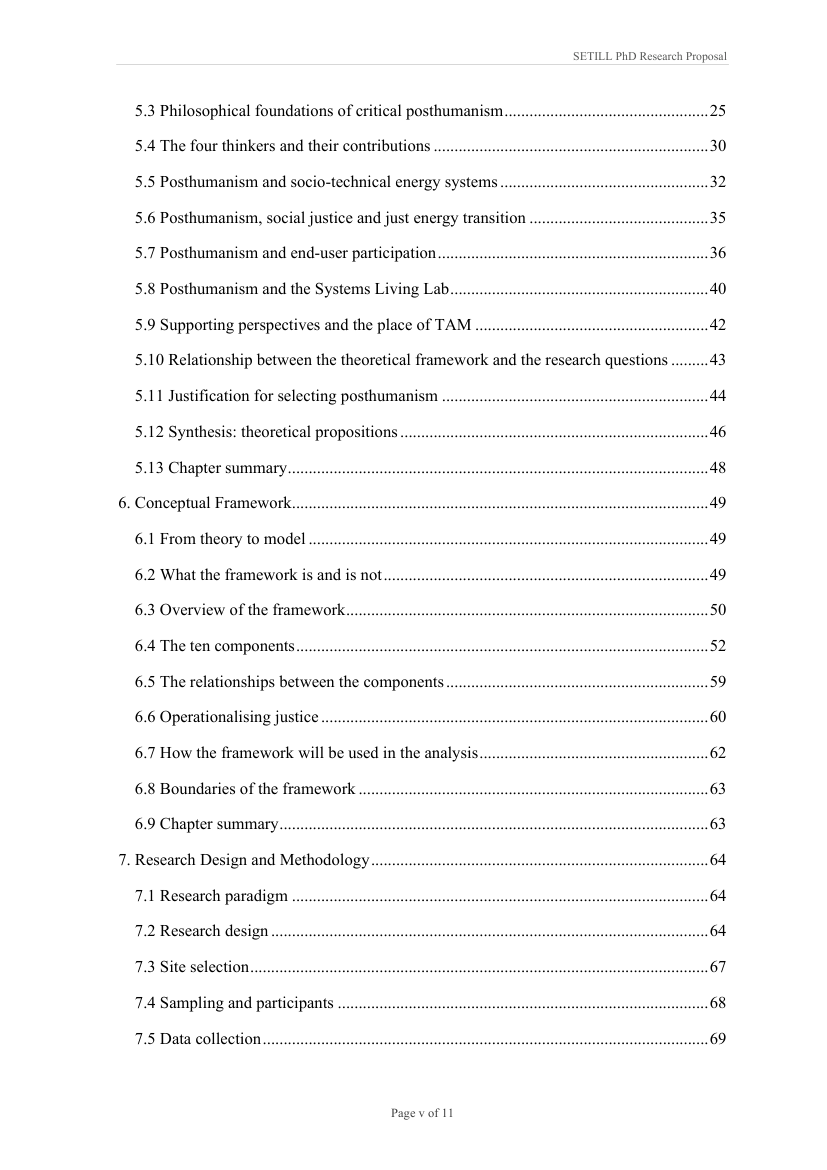 SETILL PhD Research Proposal
5.3 Philosophical foundations of critical posthumanism.................................................25
5.4 The four thinkers and their contributions ..................................................................30
5.5 Posthumanism and socio-technical energy systems ..................................................32
5.6 Posthumanism, social justice and just energy transition ...........................................35
5.7 Posthumanism and end-user participation.................................................................36
5.8 Posthumanism and the Systems Living Lab..............................................................40
5.9 Supporting perspectives and the place of TAM ........................................................42
5.10 Relationship between the theoretical framework and the research questions .........43
5.11 Justification for selecting posthumanism ................................................................44
5.12 Synthesis: theoretical propositions ..........................................................................46
5.13 Chapter summary.....................................................................................................48
6. Conceptual Framework....................................................................................................49
6.1 From theory to model ................................................................................................49
6.2 What the framework is and is not..............................................................................49
6.3 Overview of the framework.......................................................................................50
6.4 The ten components...................................................................................................52
6.5 The relationships between the components ...............................................................59
6.6 Operationalising justice .............................................................................................60
6.7 How the framework will be used in the analysis.......................................................62
6.8 Boundaries of the framework ....................................................................................63
6.9 Chapter summary.......................................................................................................63
7. Research Design and Methodology.................................................................................64
7.1 Research paradigm ....................................................................................................64
7.2 Research design .........................................................................................................64
7.3 Site selection..............................................................................................................67
7.4 Sampling and participants .........................................................................................68
7.5 Data collection...........................................................................................................69
Page v of 11